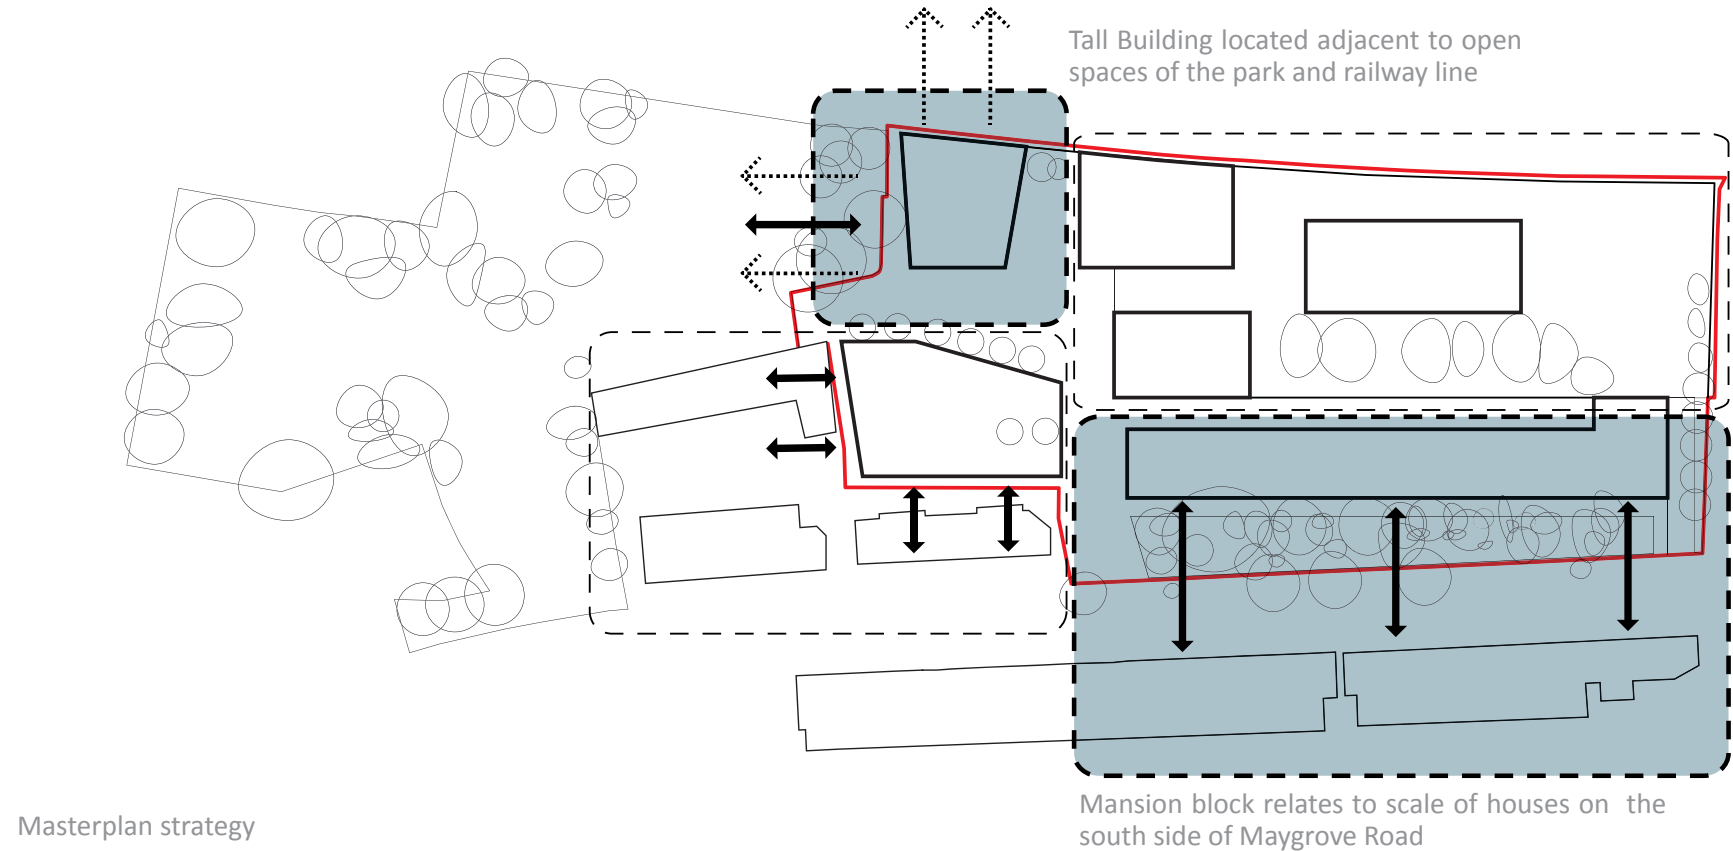 Tall Building located adjacent to open
spaces of the park and railway line
Mansion block relates to scale of houses on the
south side of Maygrove Road
Masterplan strategy